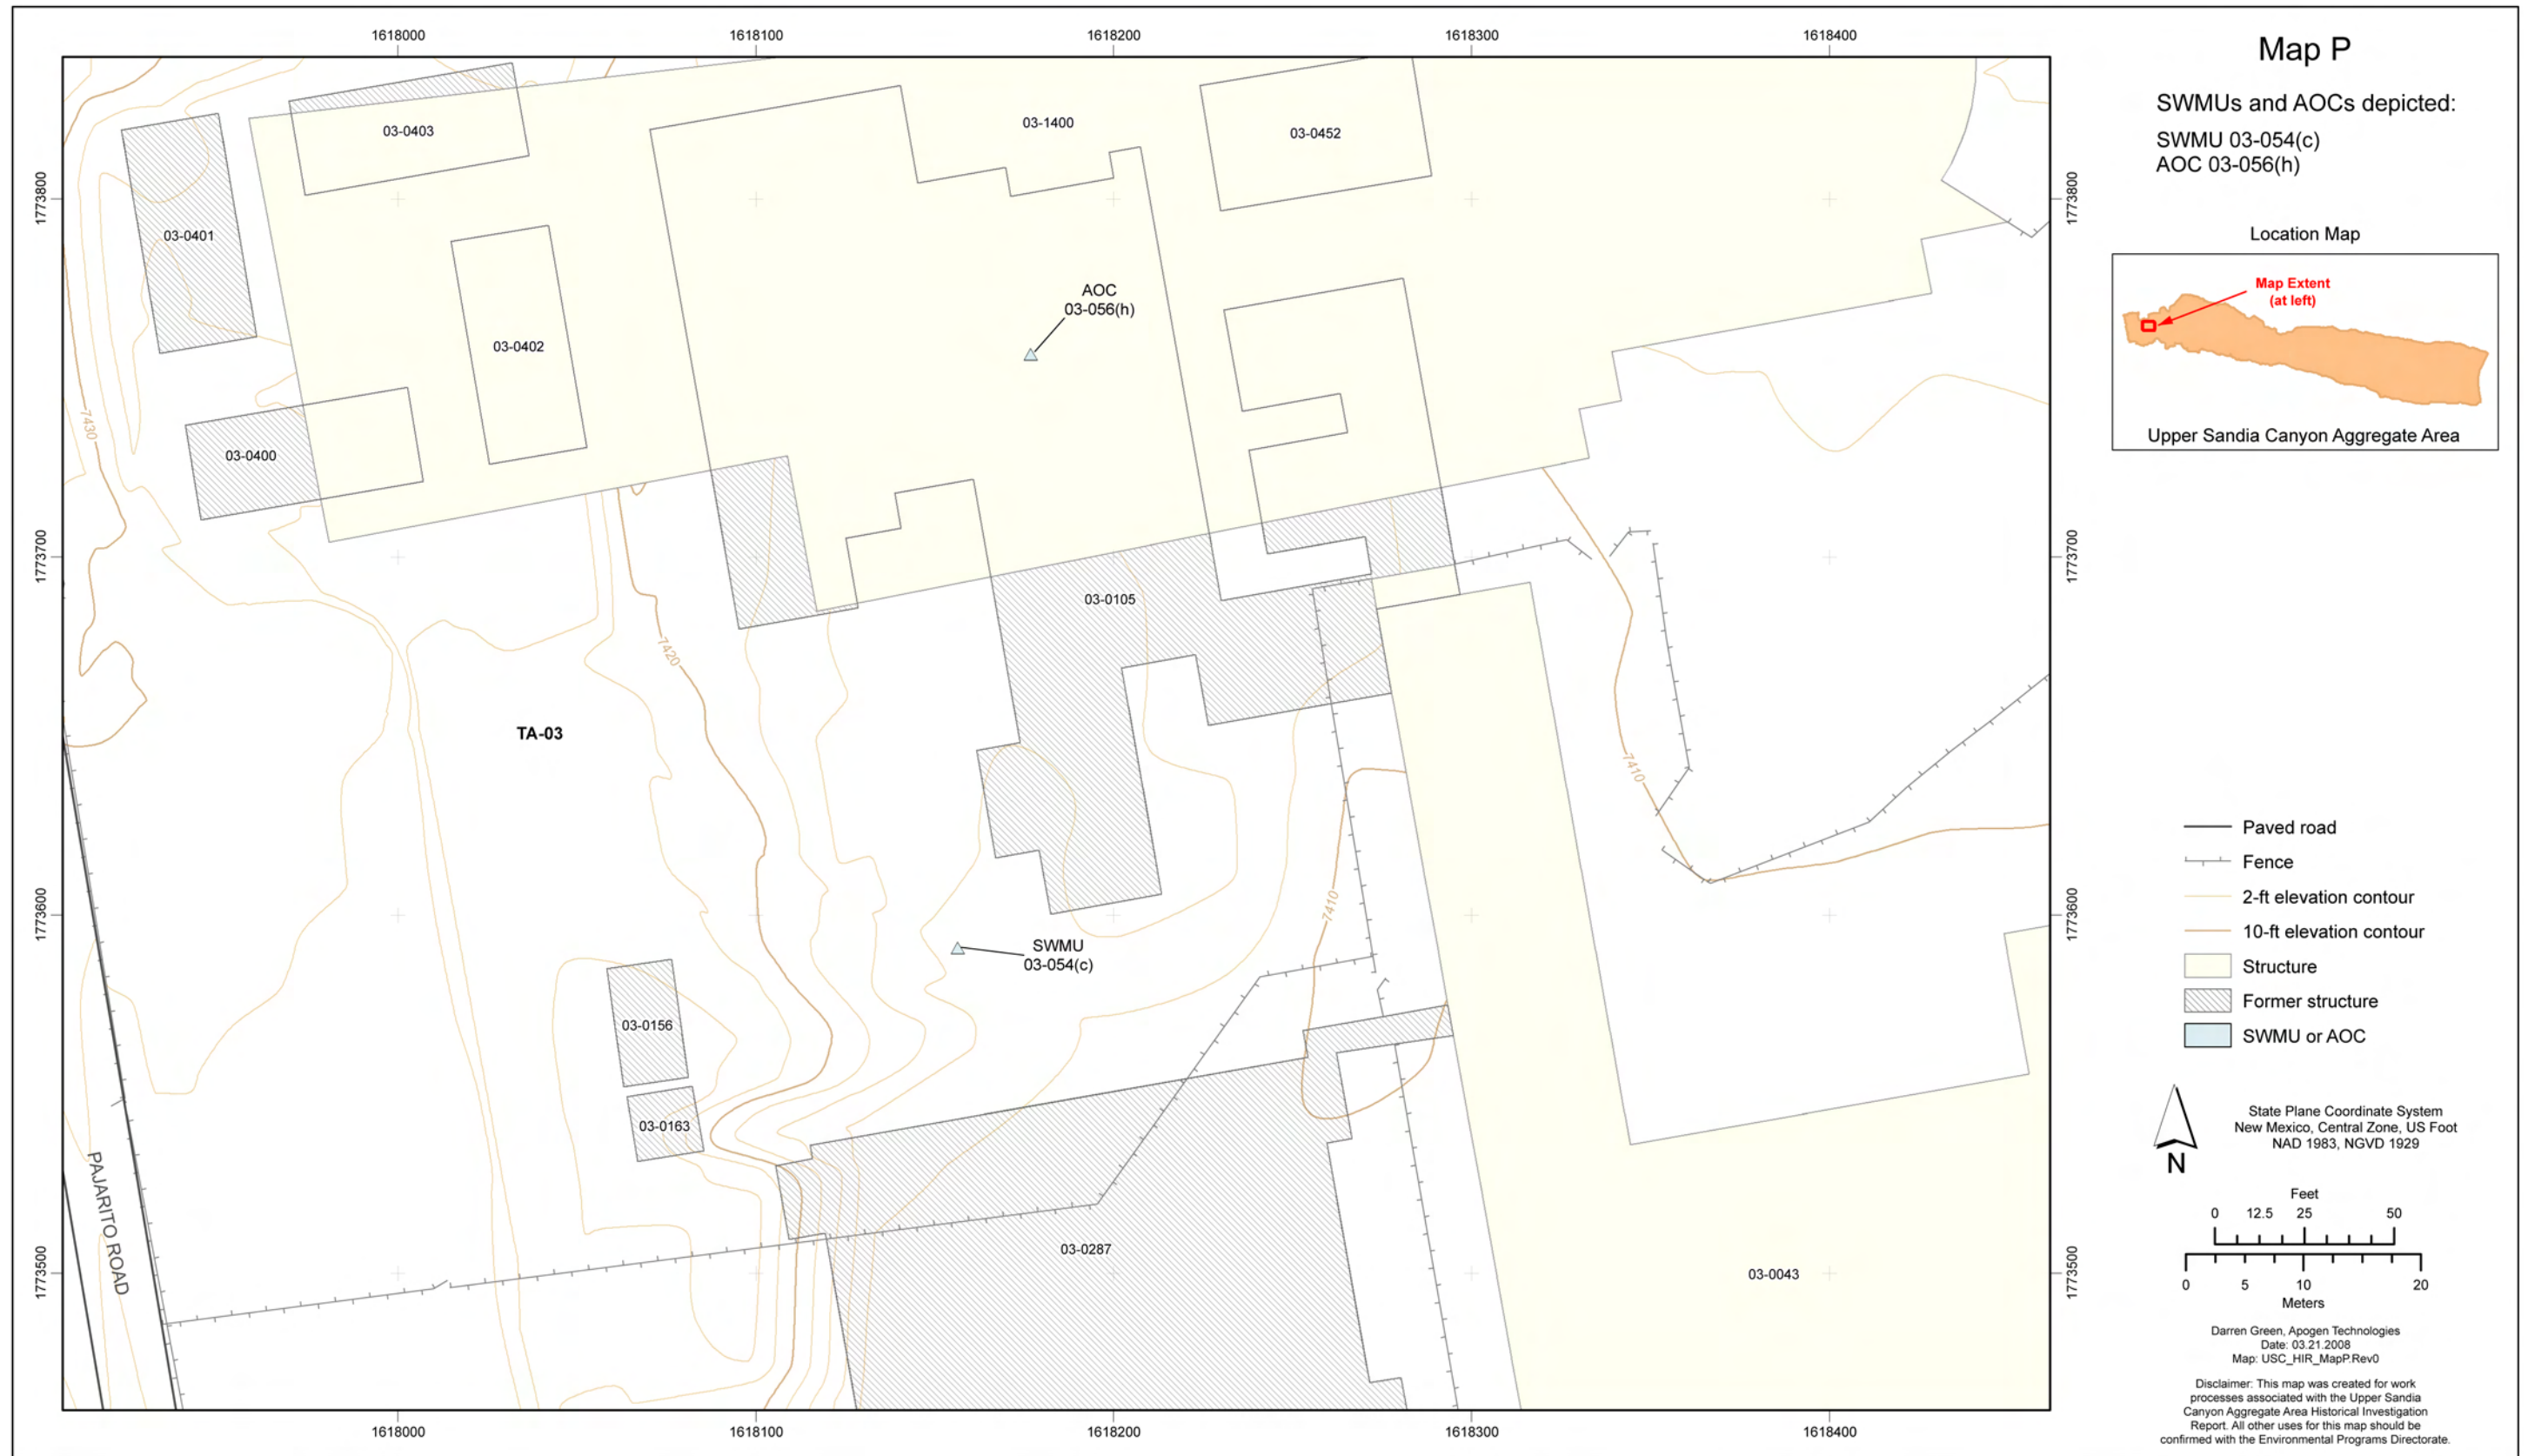 1618000
1618100
1618200
1618300
1618400
Map P
SWMUs and AOCs depicted:
SWMU 03-054(c)
AOC 03-056(h)
Location Map
Map Extent
(at left)
Upper Sandia Canyon Aggregate Area
03-0403
03-1400
03-0452
1773800
1773800
03-0401
AOC
03-056(h)
03-0402
7430
03-0400
1773700
1773700
03-0105
7420
TA-03
7410
1773600
1773600
7410
SWMU
03-054(c)
03-0156
03-0163
PAJARITO ROAD
03-0287
03-0043
1773500
1773500
1618000
1618100
1618200
1618300
1618400
Paved road
Fence
2-ft elevation contour
10-ft elevation contour
Structure
Former structure
SWMU or AOC
N
State Plane Coordinate System
New Mexico, Central Zone, US Foot
NAD 1983, NGVD 1929
Feet
0 12.5 25 50
0 5 10 20
Meters
Darren Green, Apogen Technologies
Date: 03.21.2008
Map: USC_HIR_MapP.Rev0
Disclaimer: This map was created for work
processes associated with the Upper Sandia
Canyon Aggregate Area Historical Investigation
Report. All other uses for this map should be
confirmed with the Environmental Programs Directorate.